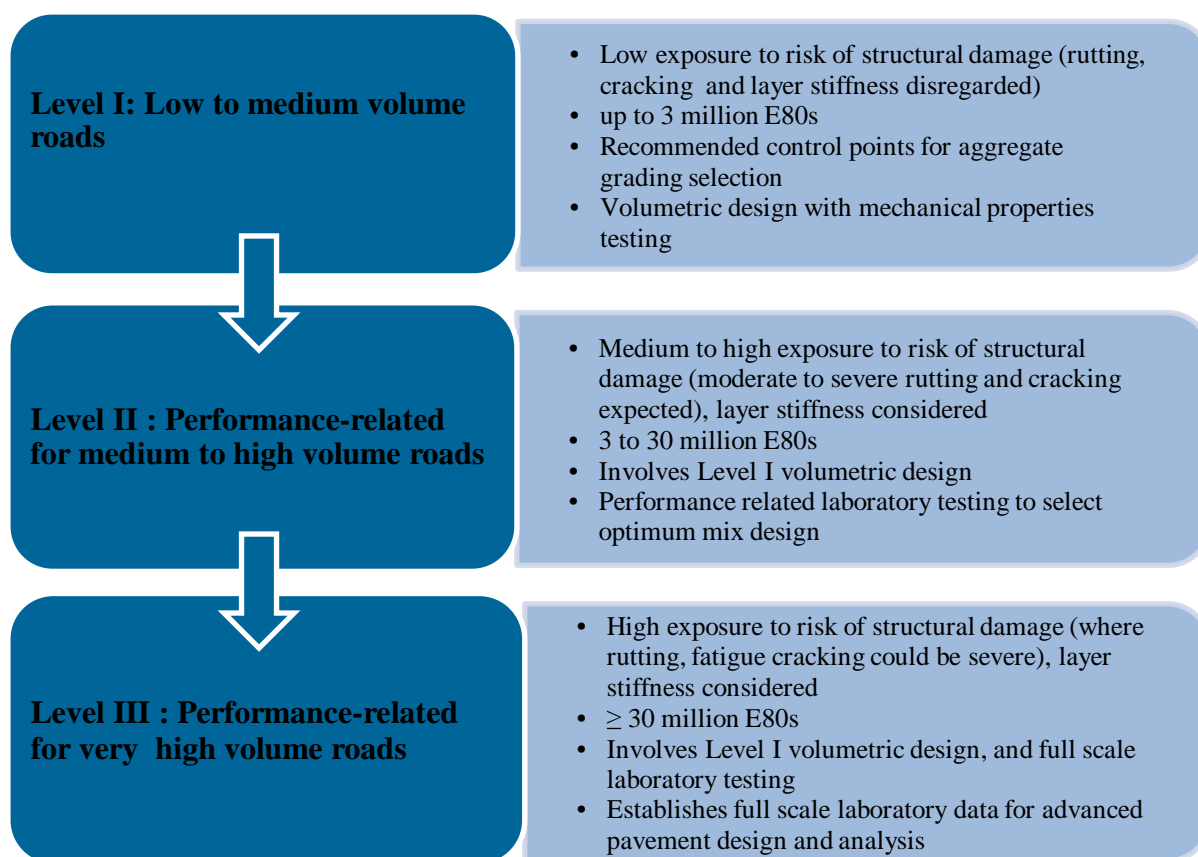 Level I: Low to medium volume
roads
• Low exposure to risk of structural damage (rutting,
cracking and layer stiffness disregarded)
• up to 3 million E80s
• Recommended control points for aggregate
grading selection
• Volumetric design with mechanical properties
testing
Level II : Performance-related
for medium to high volume roads
• Medium to high exposure to risk of structural
damage (moderate to severe rutting and cracking
expected), layer stiffness considered
• 3 to 30 million E80s
• Involves Level I volumetric design
• Performance related laboratory testing to select
optimum mix design
Level III : Performance-related
for very high volume roads
• High exposure to risk of structural damage (where
rutting, fatigue cracking could be severe), layer
stiffness considered
• ≥ 30 million E80s
• Involves Level I volumetric design, and full scale
laboratory testing
• Establishes full scale laboratory data for advanced
pavement design and analysis